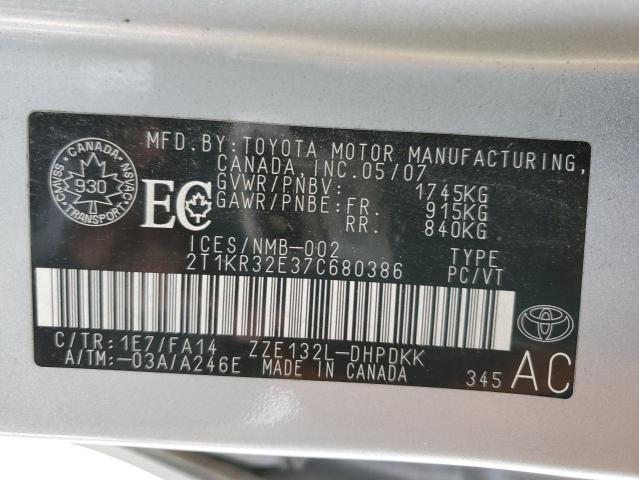 MFD. BY: TOYOTA MOTOR MANUFACTURING,
CANADA, INC. 05/07
GVWR/PNBV: 1745KG
GAWR/PNBE: FR. 915KG
RR. 840KG
CANADA
CMVSS NSVAC
930
TRANSPORT
EC
ICES/NMB-002
2T1KR32E37C680386
TYPE
PC/VT
C/TR: 1E7/FA14 ZZE132L-DHPDKK
A/TM:-03A/A246E MADE IN CANADA
345 AC
TOYOTA